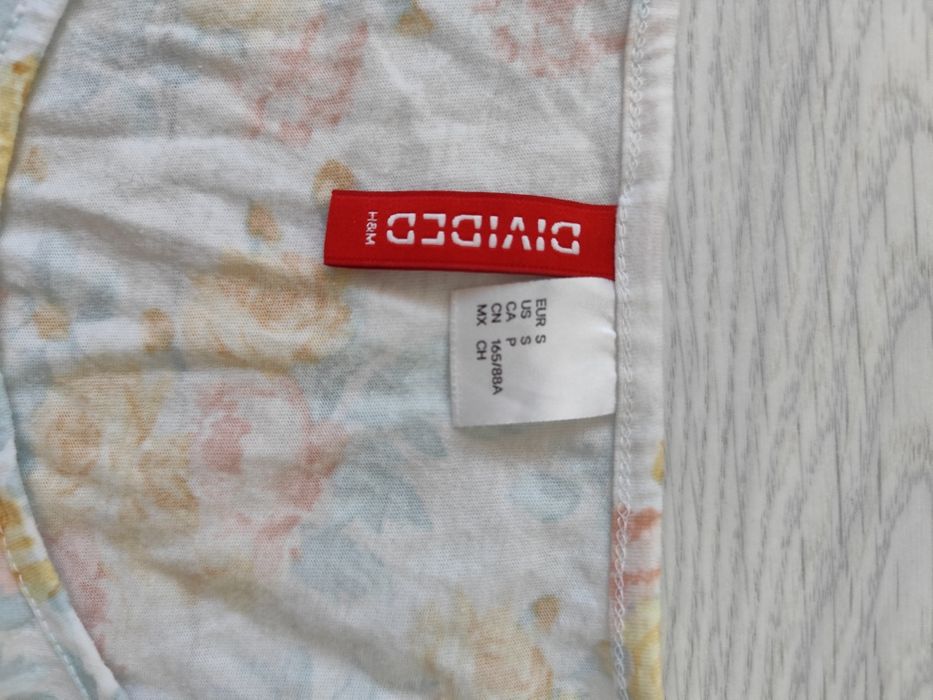 DIVIDED
H&M
EUR S
US S
CA P
CN 165/88A
MX CH